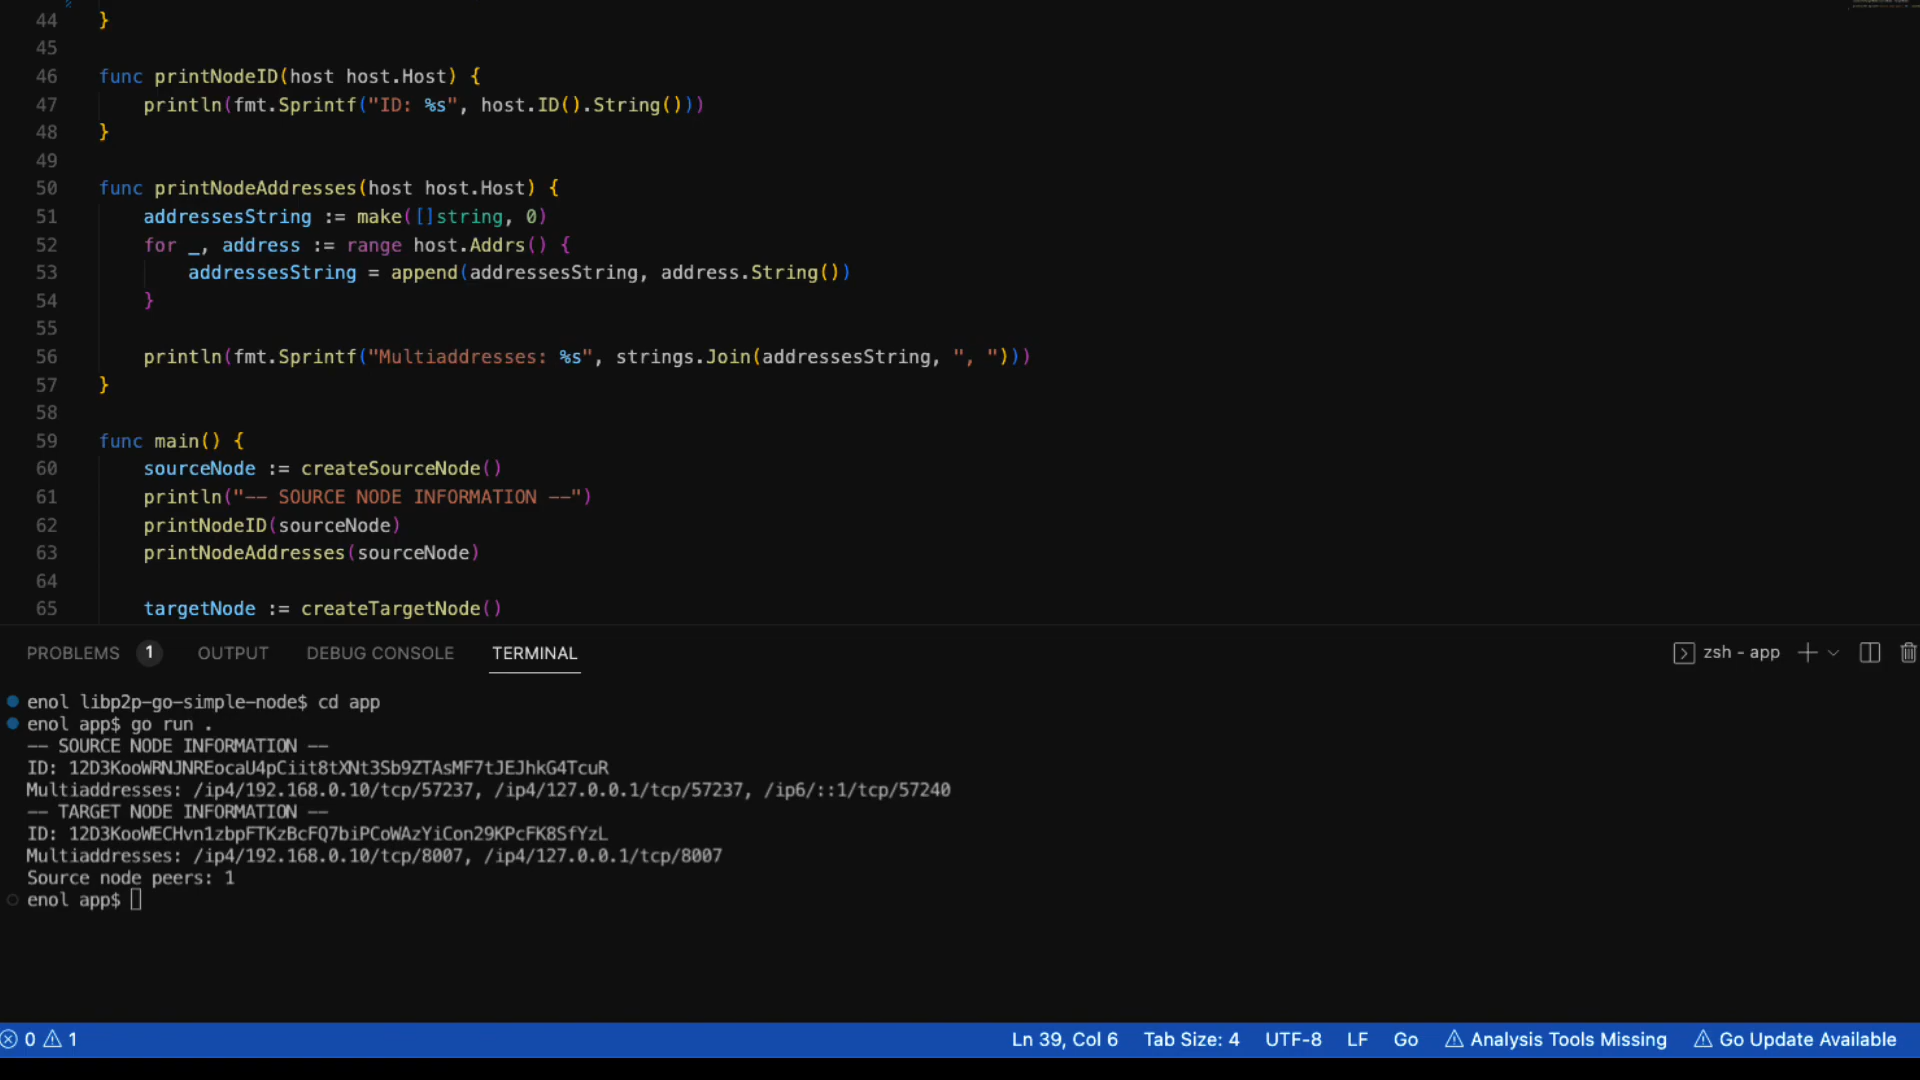 44 }
45
46 func printNodeID(host host.Host) {
47 println(fmt.Sprintf("ID: %s", host.ID().String()))
48 }
49
50 func printNodeAddresses(host host.Host) {
51 addressesString := make([]string, 0)
52 for _, address := range host.Addrs() {
53 addressesString = append(addressesString, address.String())
54 }
55
56 println(fmt.Sprintf("Multiaddresses: %s", strings.Join(addressesString, ", ")))
57 }
58
59 func main() {
60 sourceNode := createSourceNode()
61 println("-- SOURCE NODE INFORMATION --")
62 printNodeID(sourceNode)
63 printNodeAddresses(sourceNode)
64
65 targetNode := createTargetNode()
PROBLEMS 1 OUTPUT DEBUG CONSOLE TERMINAL zsh - app
enol libp2p-go-simple-node$ cd app
enol app$ go run .
-- SOURCE NODE INFORMATION --
ID: 12D3KooWRNJNREocaU4pCiit8tXNt3Sb9ZTAsMF7tJEJhkG4TcuR
Multiaddresses: /ip4/192.168.0.10/tcp/57237, /ip4/127.0.0.1/tcp/57237, /ip6/::1/tcp/57240
-- TARGET NODE INFORMATION --
ID: 12D3KooWECHvn1zbpFTKzBcFQ7biPCoWAzYiCon29KPcFK8SfYzL
Multiaddresses: /ip4/192.168.0.10/tcp/8007, /ip4/127.0.0.1/tcp/8007
Source node peers: 1
enol app$
0 1 Ln 39, Col 6 Tab Size: 4 UTF-8 LF Go Analysis Tools Missing Go Update Available